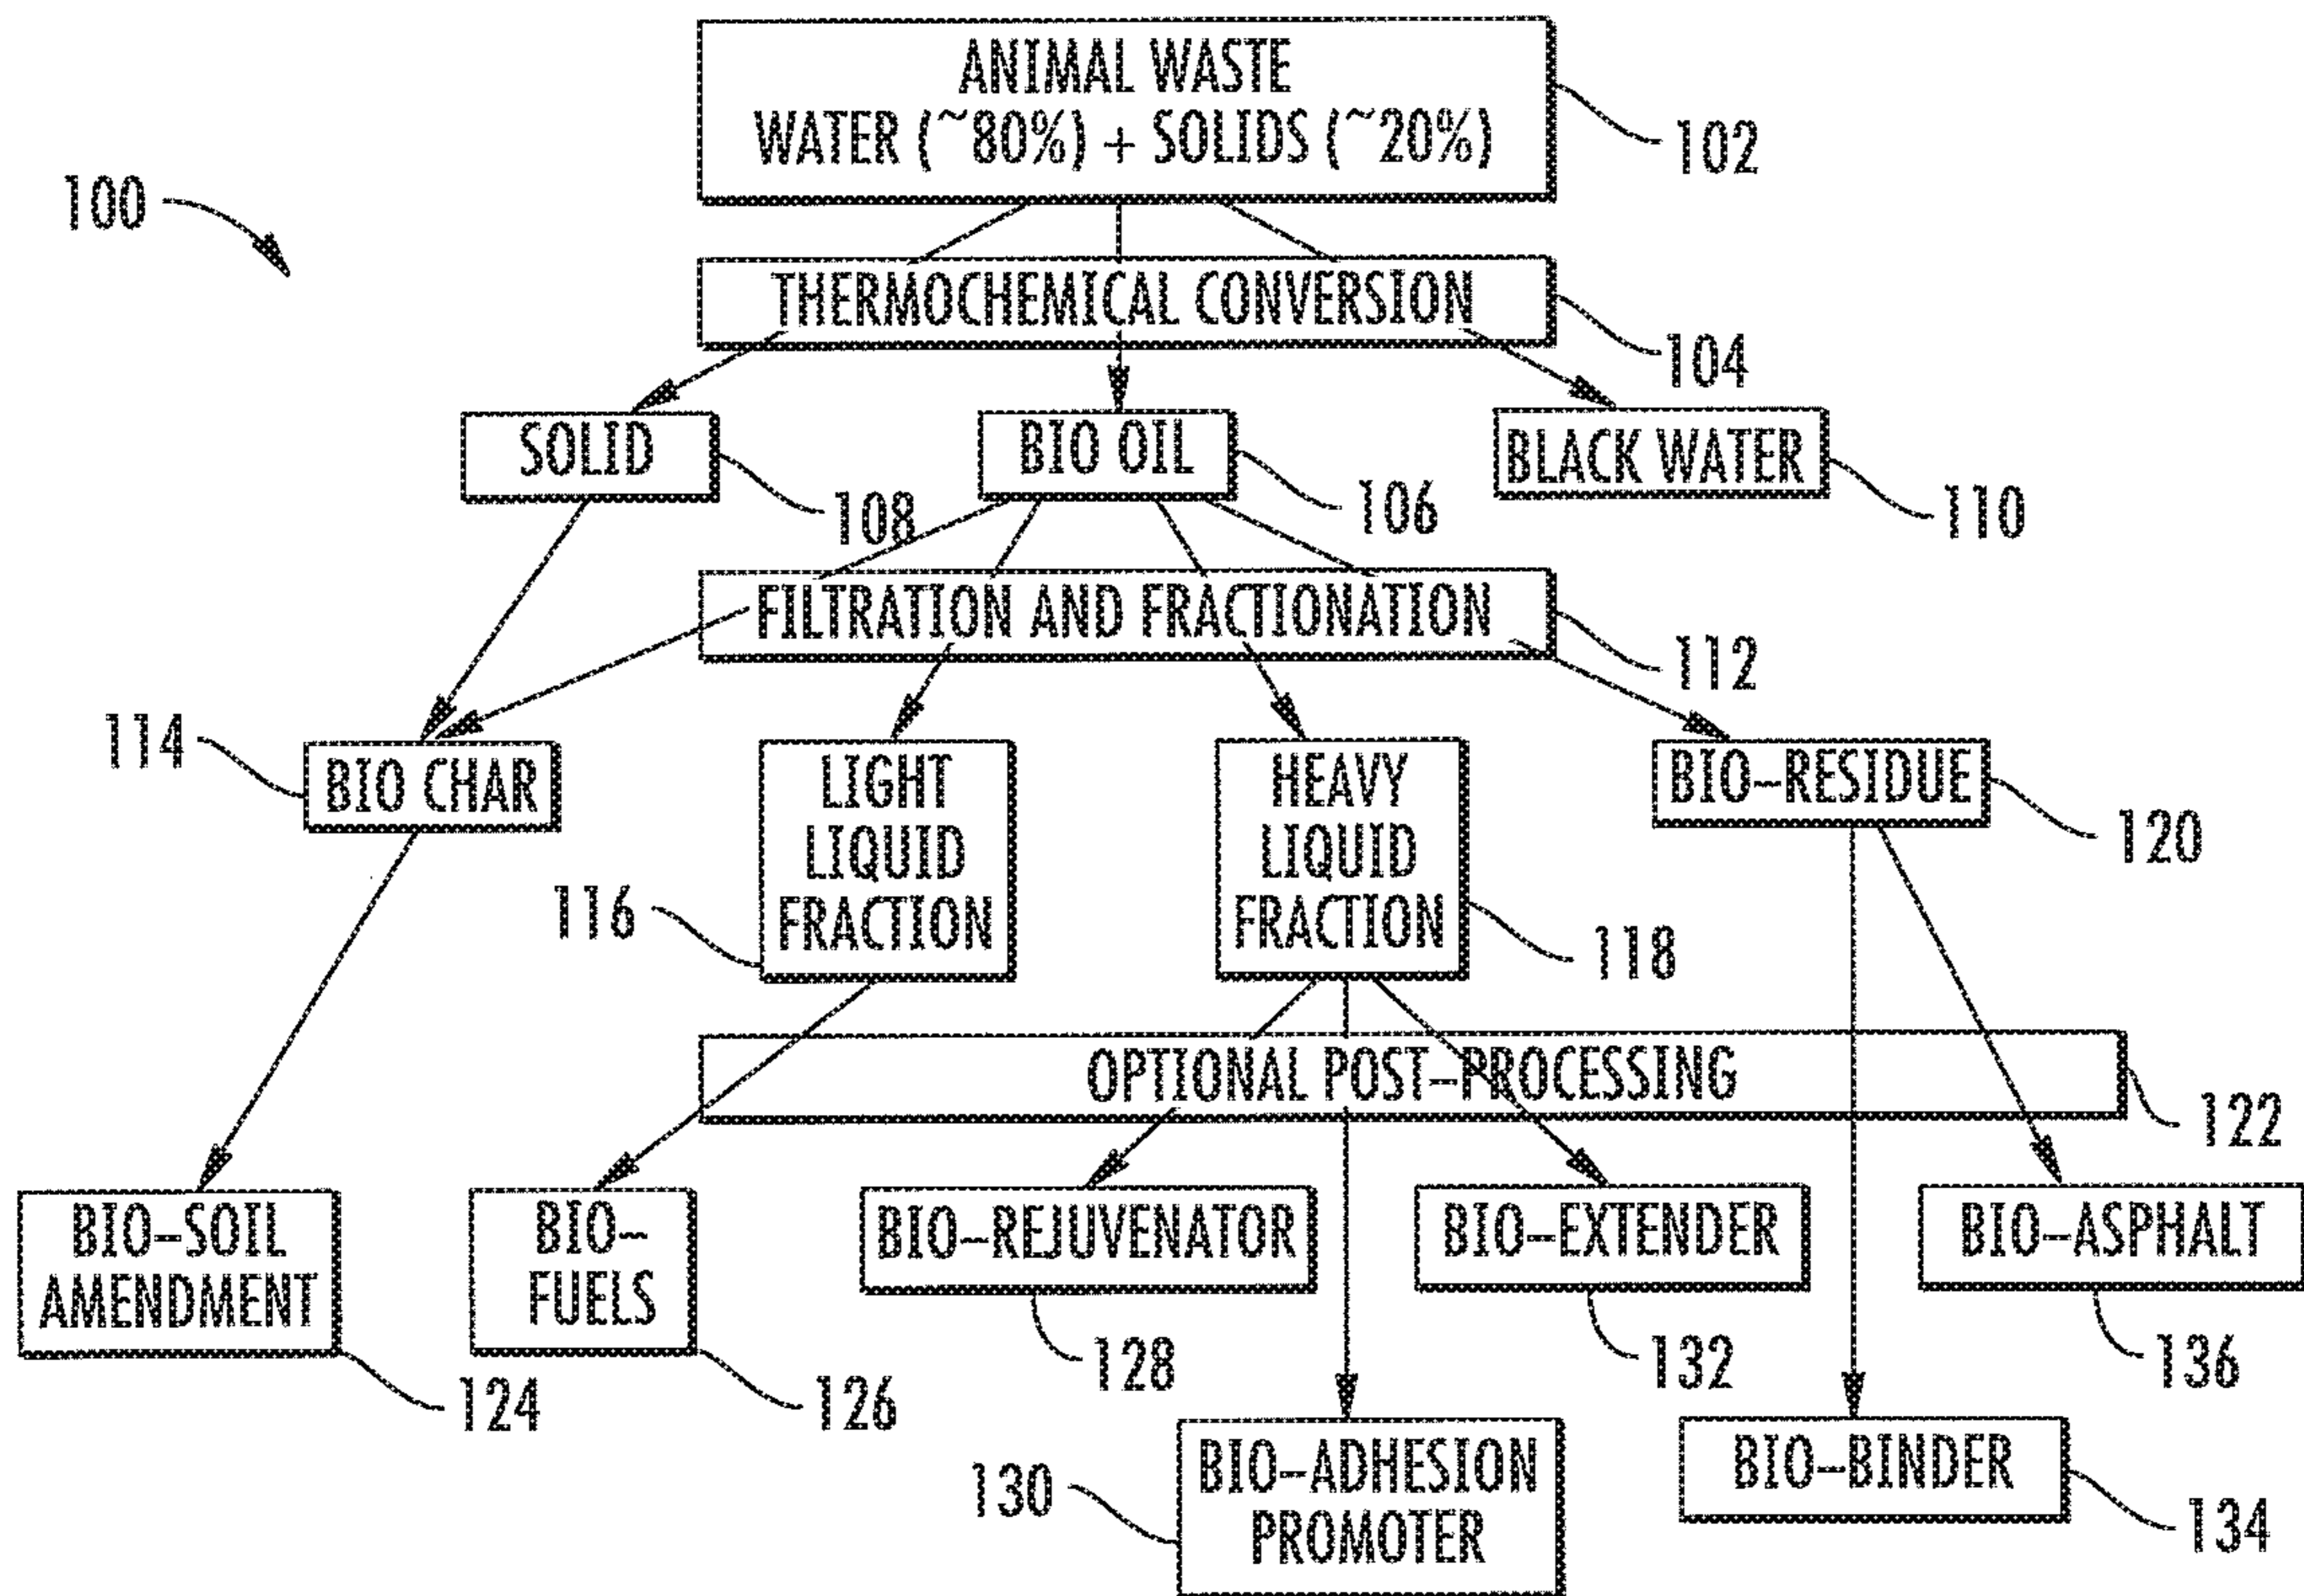 ANIMAL WASTE
WATER (~80%) + SOLIDS (~20%)
102
100
THERMOCHEMICAL CONVERSION
104
SOLID
108
BIO OIL
106
BLACK WATER
110
FILTRATION AND FRACTIONATION
112
114
BIO CHAR
LIGHT
LIQUID
FRACTION
116
HEAVY
LIQUID
FRACTION
118
BIO-RESIDUE
120
OPTIONAL POST-PROCESSING
122
BIO-SOIL
AMENDMENT
124
BIO-
FUELS
126
BIO-REJUVENATOR
128
BIO-EXTENDER
132
BIO-ASPHALT
136
130
BIO-ADHESION
PROMOTER
BIO-BINDER
134